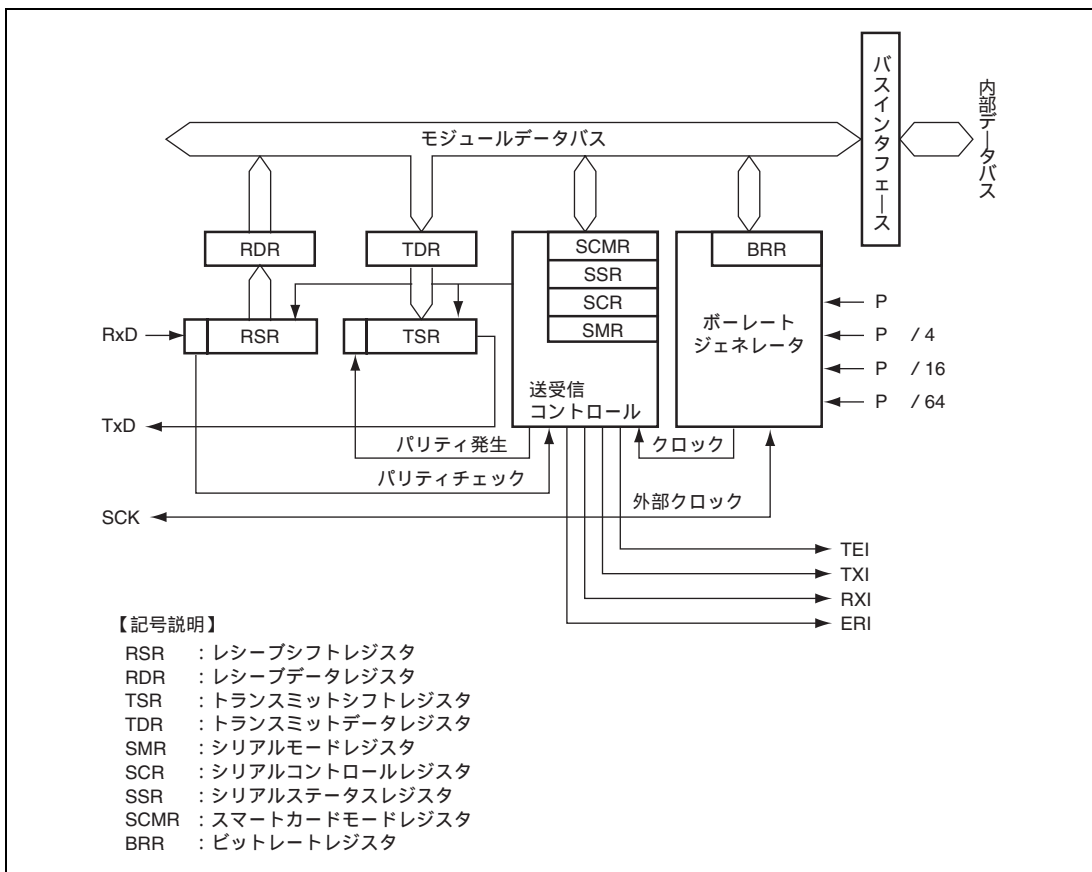 バスインタフェース
内部データバス
モジュールデータバス
RDR
TDR
SCMR
SSR
SCR
SMR
BRR
RxD
RSR
TSR
ボーレート
ジェネレータ
P
P /4
P /16
P /64
送受信
コントロール
TxD
パリティ発生
クロック
パリティチェック
SCK
外部クロック
TEI
TXI
RXI
ERI
【記号説明】
RSR :レシーブシフトレジスタ
RDR :レシーブデータレジスタ
TSR :トランスミットシフトレジスタ
TDR :トランスミットデータレジスタ
SMR :シリアルモードレジスタ
SCR :シリアルコントロールレジスタ
SSR :シリアルステータスレジスタ
SCMR :スマートカードモードレジスタ
BRR :ビットレートレジスタ